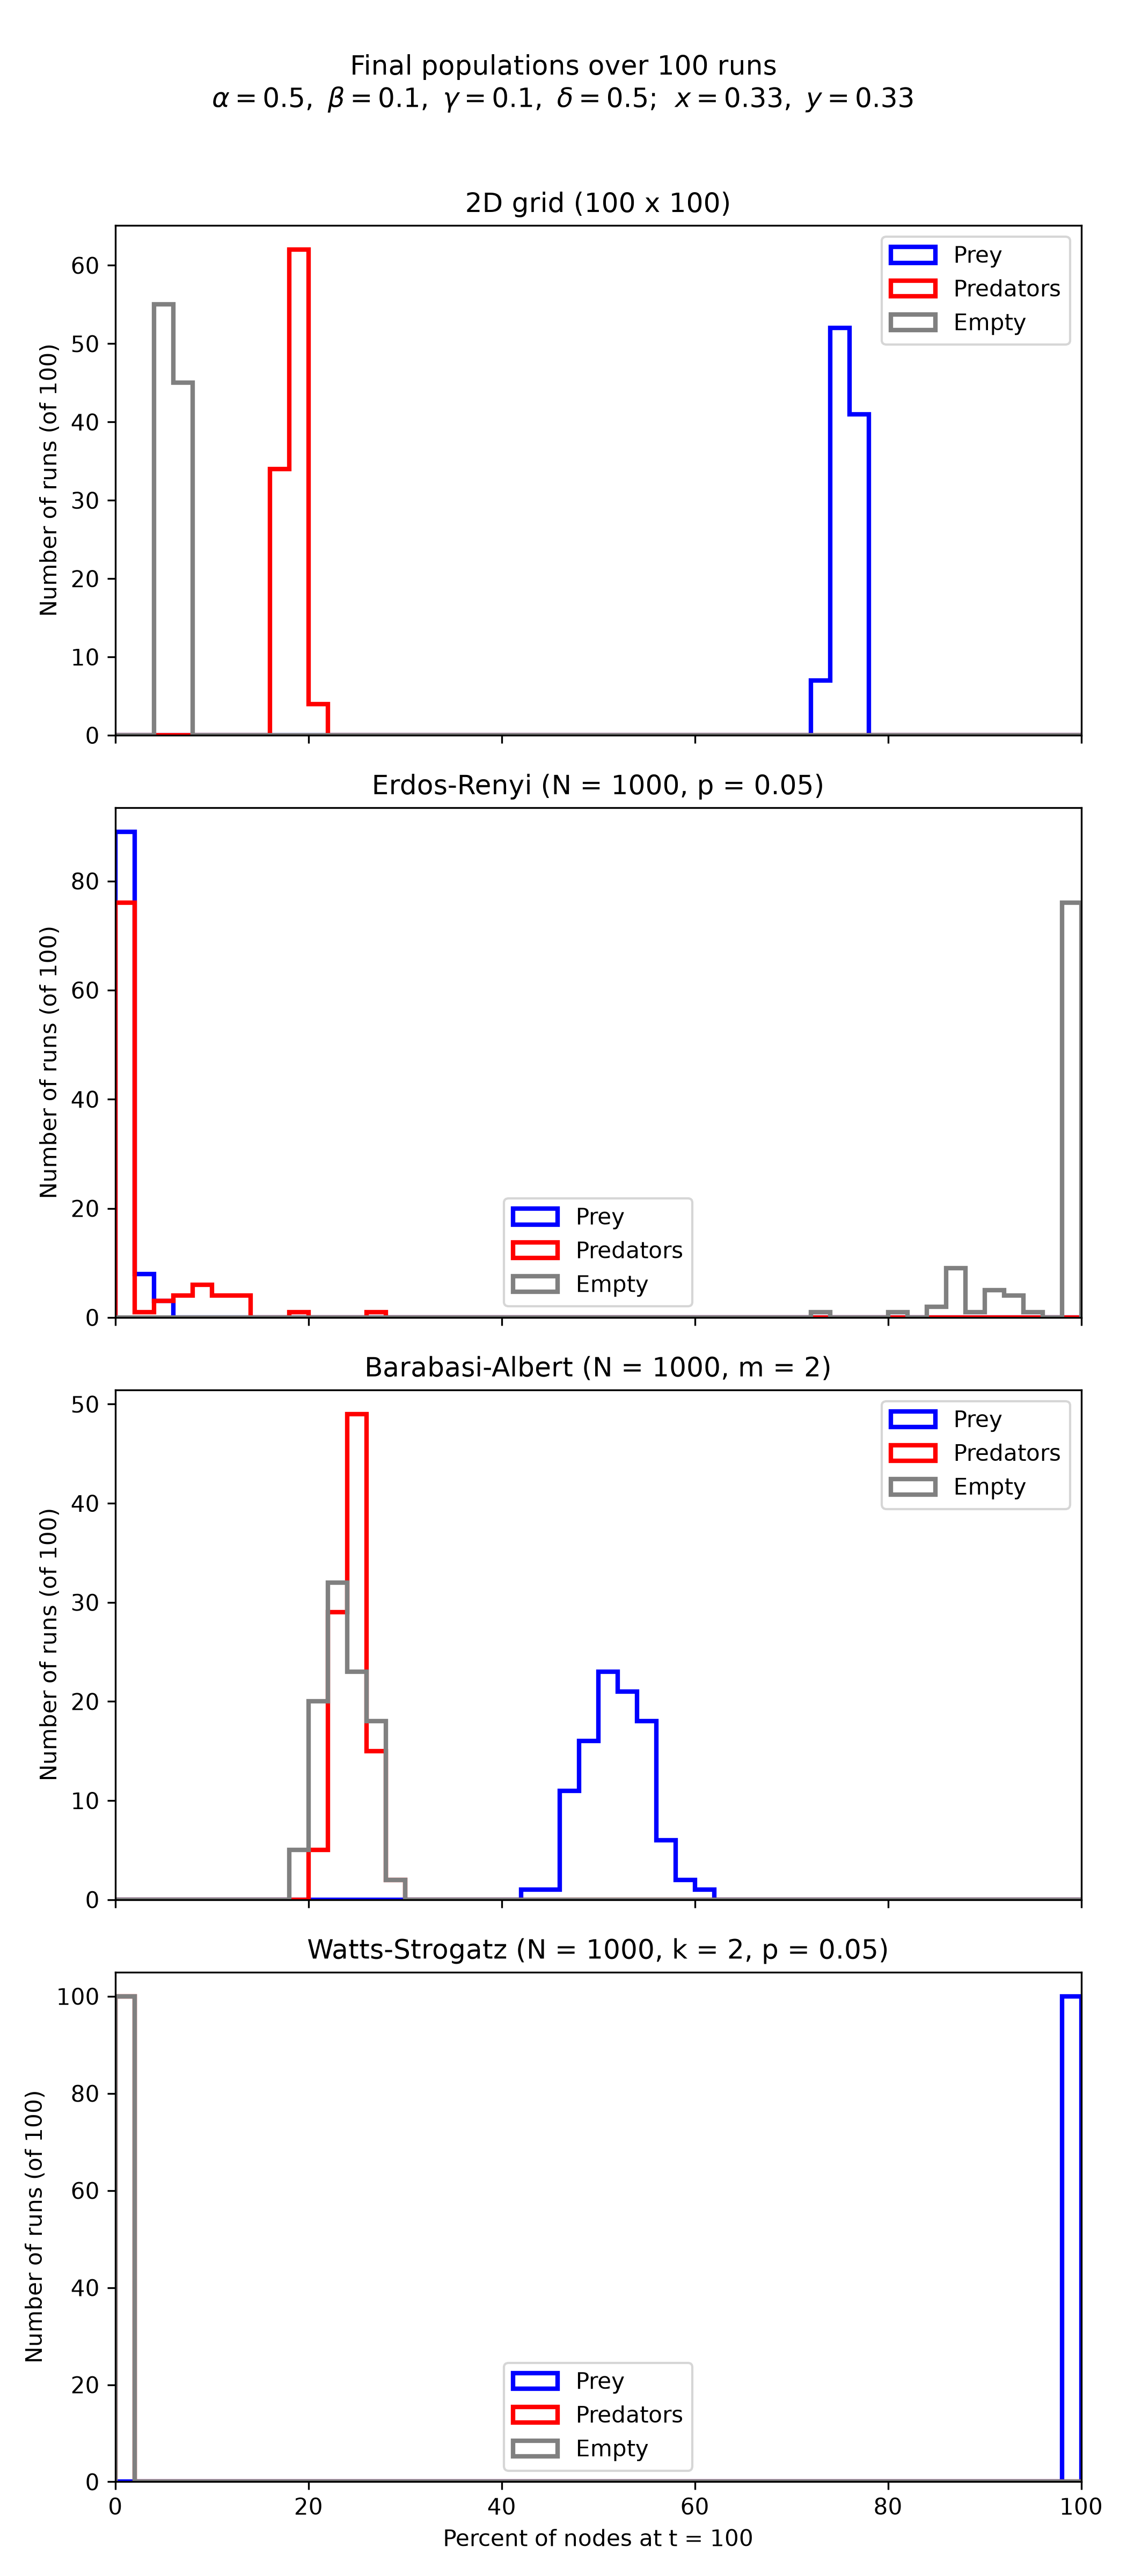 Final populations over 100 runs
α = 0.5, β = 0.1, γ = 0.1, δ = 0.5; x = 0.33, y = 0.33
2D grid (100 x 100)
Number of runs (of 100)
60
50
40
30
20
10
0
Prey
Predators
Empty
Erdos-Renyi (N = 1000, p = 0.05)
Number of runs (of 100)
80
60
40
20
0
Prey
Predators
Empty
Barabasi-Albert (N = 1000, m = 2)
Number of runs (of 100)
50
40
30
20
10
0
Prey
Predators
Empty
Watts-Strogatz (N = 1000, k = 2, p = 0.05)
Number of runs (of 100)
100
80
60
40
20
0
Prey
Predators
Empty
0 20 40 60 80 100
Percent of nodes at t = 100